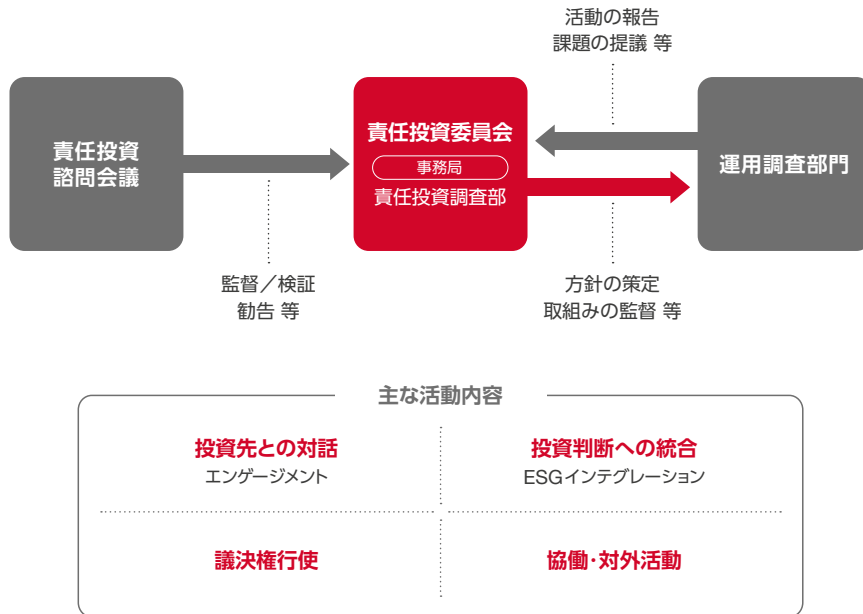 活動の報告
課題の提議 等
責任投資
諮問会議
責任投資委員会
事務局
責任投資調査部
運用調査部門
監督／検証
勧告 等
方針の策定
取組みの監督 等
主な活動内容
投資先との対話
エンゲージメント
投資判断への統合
ESGインテグレーション
議決権行使
協働・対外活動